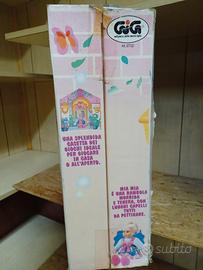 GiG
UNA SPLENDIDA
CASETTA DEI
GIOCHI IDEALE
PER GIOCARE
IN CASA
O ALL'APERTO.
MIA MIA
È UNA BAMBOLA
MORBIDA
E TENERA, CON
LUNGHI CAPELLI
TUTTI
DA PETTINARE.
subito